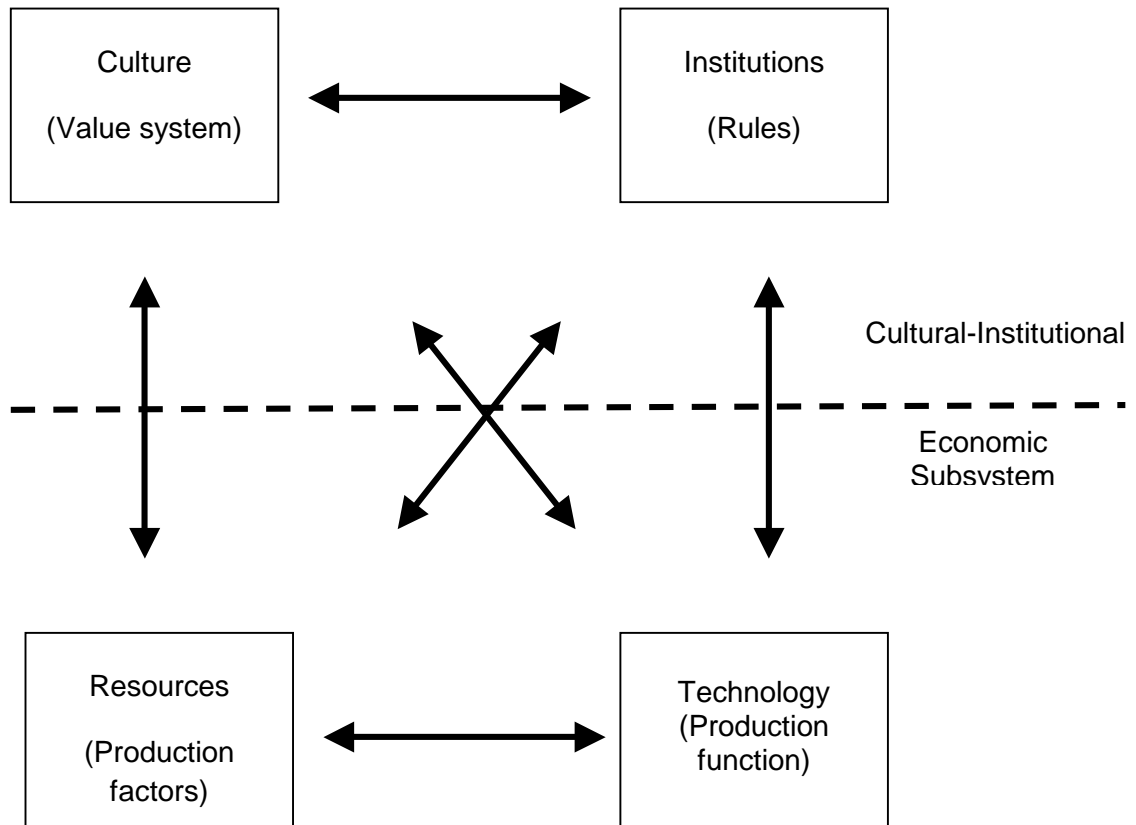 Culture
(Value system)
Institutions
(Rules)
Cultural-Institutional
Economic
Subsystem
Resources
(Production
factors)
Technology
(Production
function)